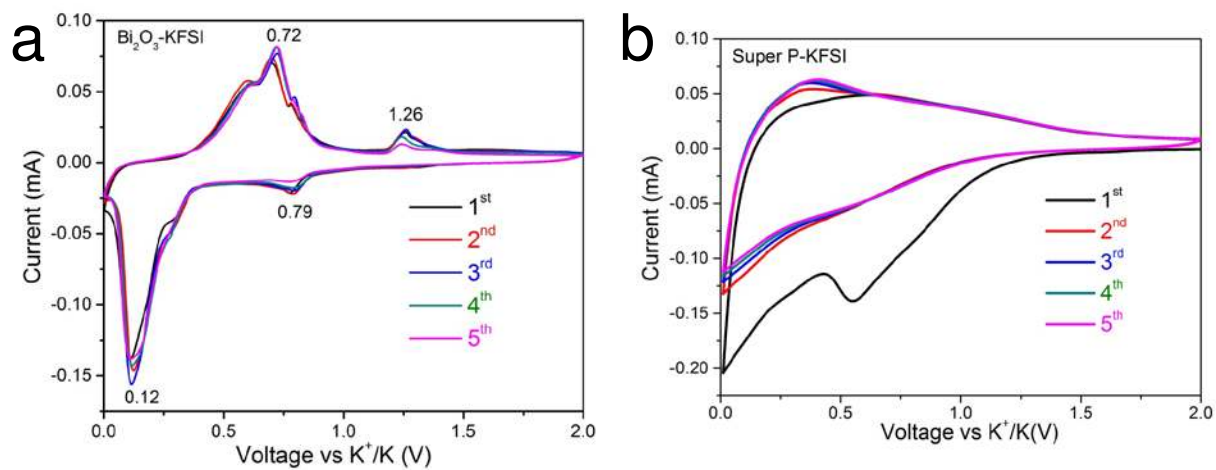 a
Bi₂O₃-KFSI
0.72
1.26
0.79
0.12
1st
2nd
3rd
4th
5th
0.10
0.05
0.00
-0.05
-0.10
-0.15
Current (mA)
0.0 0.5 1.0 1.5 2.0
Voltage vs K⁺/K (V)
b
Super P-KFSI
1st
2nd
3rd
4th
5th
0.10
0.05
0.00
-0.05
-0.10
-0.15
-0.20
Current (mA)
0.0 0.5 1.0 1.5 2.0
Voltage vs K⁺/K(V)